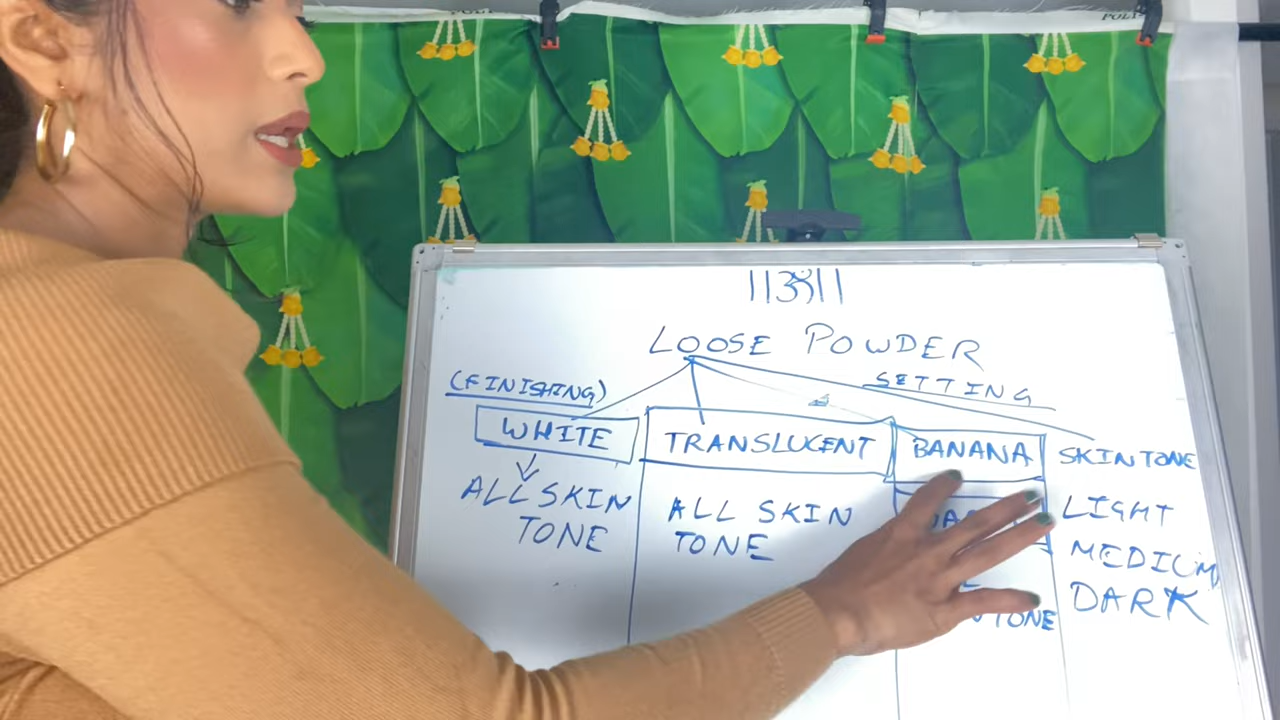 LOOSE POWDER
(FINISHING)
SETTING
WHITE
TRANSLUCENT
BANANA
SKIN TONE
ALL SKIN
TONE
ALL SKIN
TONE
LIGHT
MEDIUM
DARK
TONE